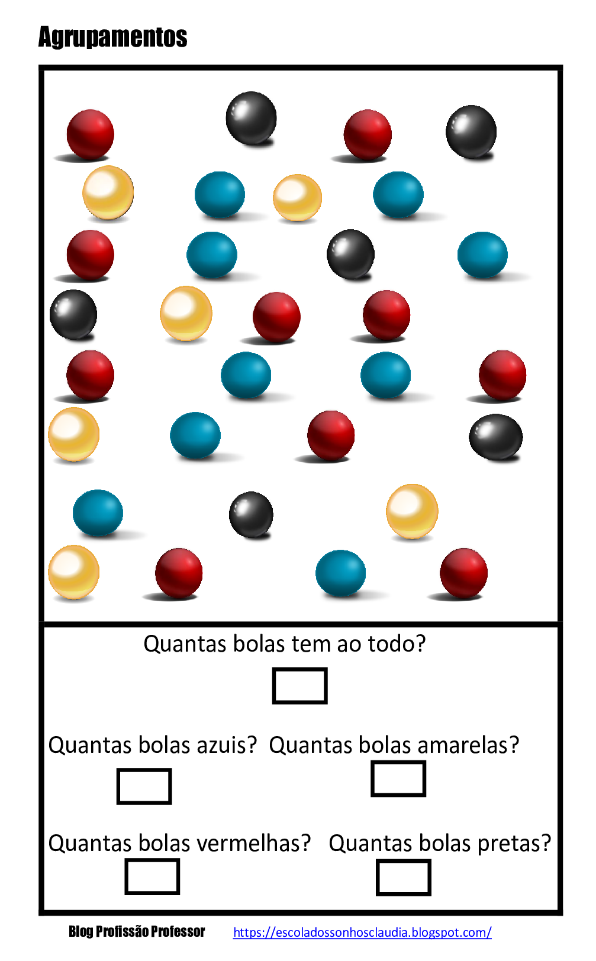 Agrupamentos
Quantas bolas tem ao todo?
Quantas bolas azuis? Quantas bolas amarelas?
Quantas bolas vermelhas? Quantas bolas pretas?
Blog Profissão Professor https://escoladossonhosclaudia.blogspot.com/